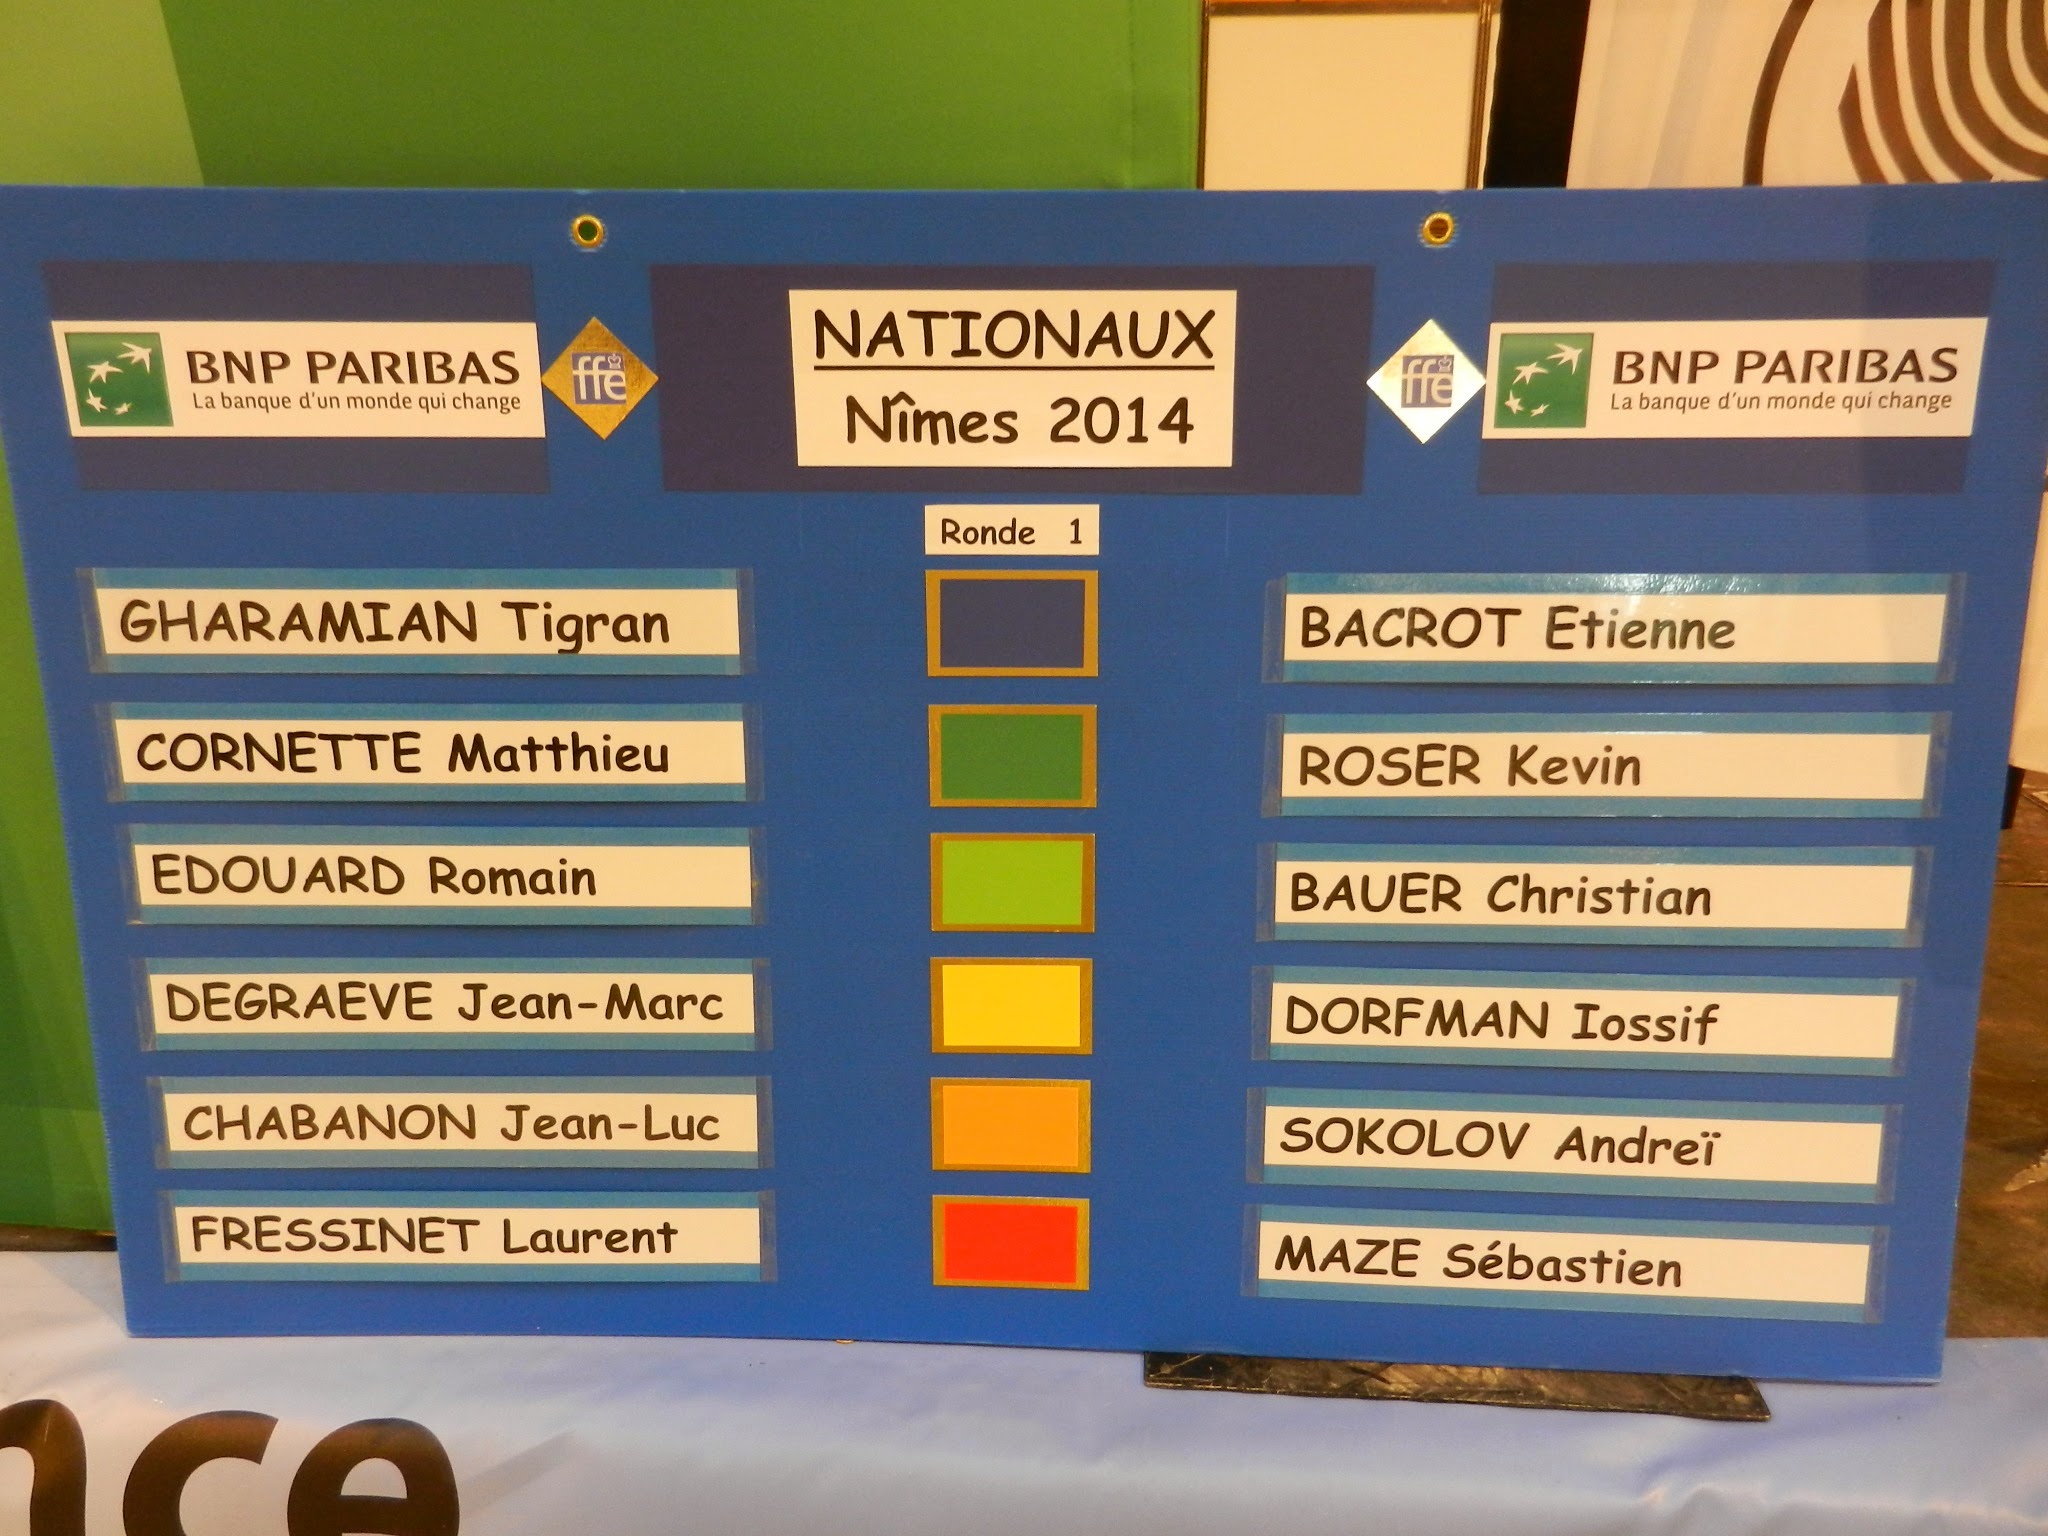 BNP PARIBAS
La banque d'un monde qui change
ffe
NATIONAUX
Nîmes 2014
ffe
BNP PARIBAS
La banque d'un monde qui change
Ronde 1
GHARAMIAN Tigran
BACROT Etienne
CORNETTE Matthieu
ROSER Kevin
EDOUARD Romain
BAUER Christian
DEGRAEVE Jean-Marc
DORFMAN Iossif
CHABANON Jean-Luc
SOKOLOV Andreï
FRESSINET Laurent
MAZE Sébastien
nce